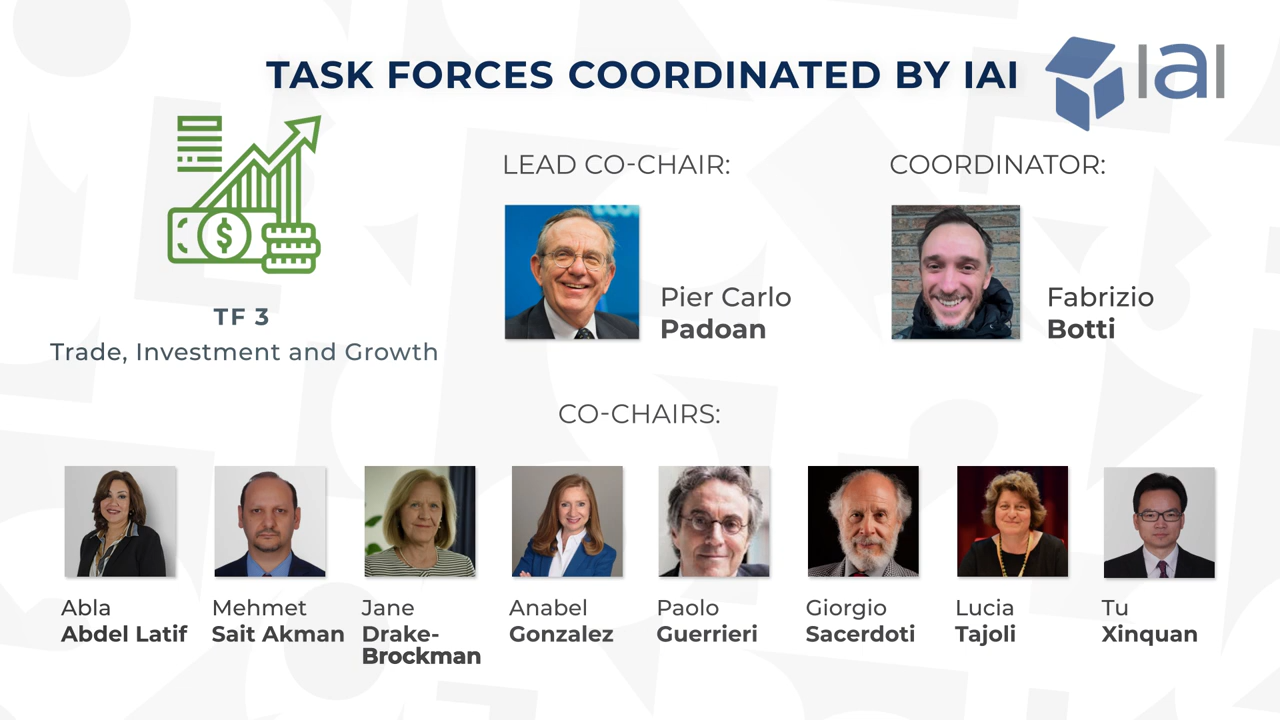 TASK FORCES COORDINATED BY IAI
IAI
LEAD CO-CHAIR:
COORDINATOR:
Pier Carlo
Padoan
Fabrizio
Botti
TF 3
Trade, Investment and Growth
CO-CHAIRS:
Abla
Abdel Latif
Mehmet
Sait Akman
Jane
Drake-
Brockman
Anabel
Gonzalez
Paolo
Guerrieri
Giorgio
Sacerdoti
Lucia
Tajoli
Tu
Xinquan